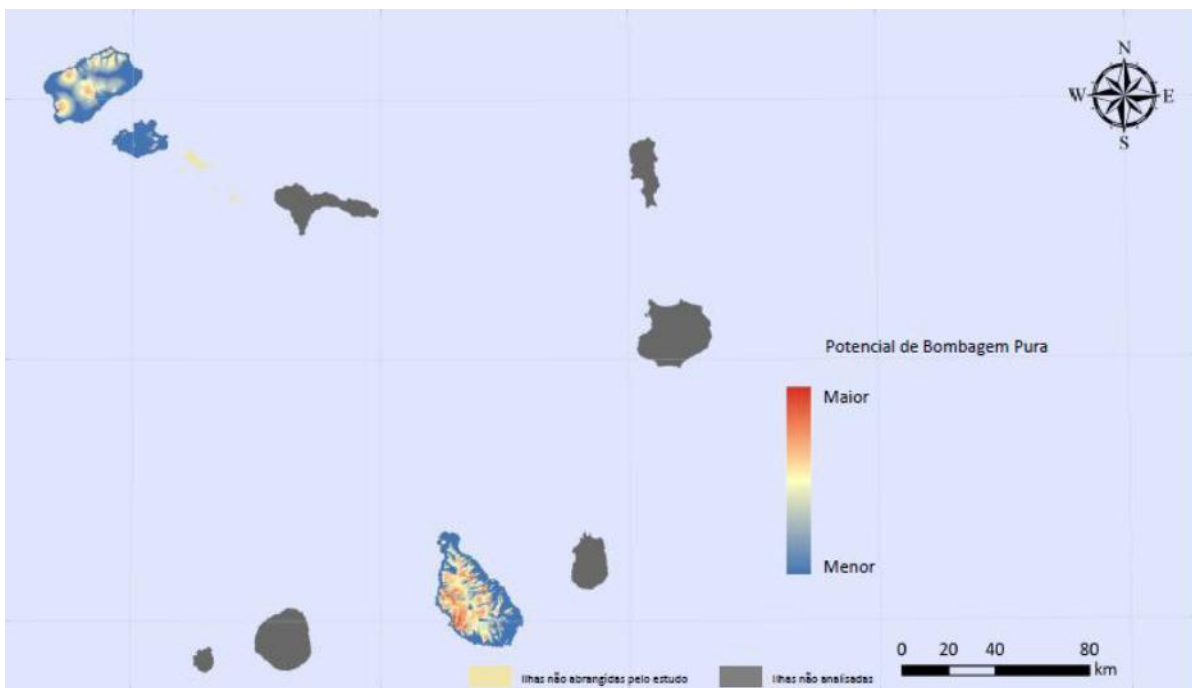 N
W E
S
Potencial de Bombagem Pura
Maior
Menor
0 20 40 80
km
Ilhas não abrangidas pelo estudo
Ilhas não analisadas